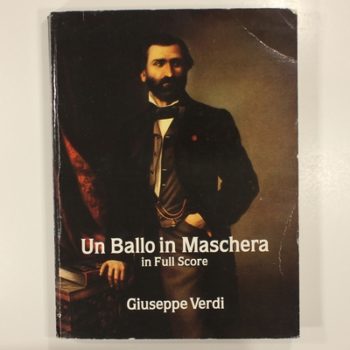 Un Ballo in Maschera
in Full Score
Giuseppe Verdi